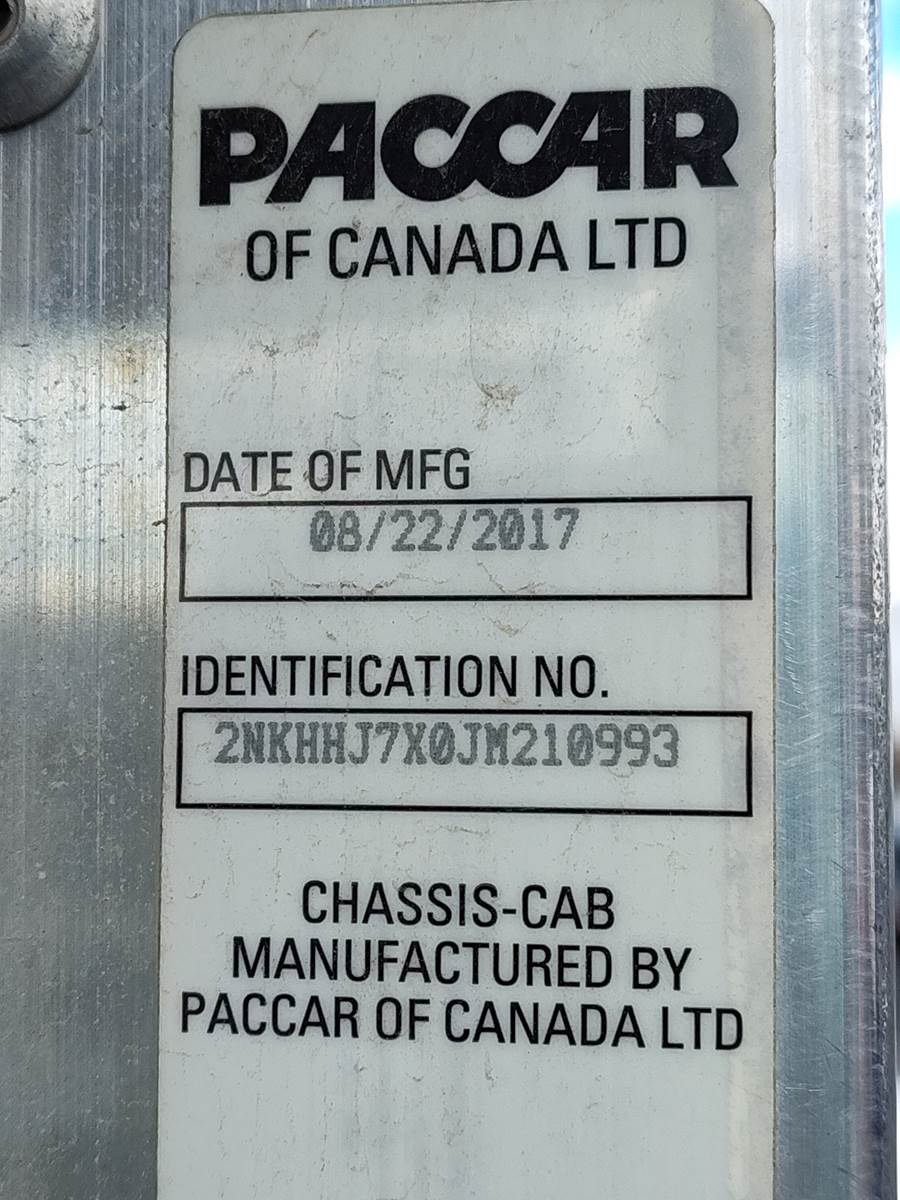 PACCAR
OF CANADA LTD
DATE OF MFG
08/22/2017
IDENTIFICATION NO.
2NKHHJ7X0JM210993
CHASSIS-CAB
MANUFACTURED BY
PACCAR OF CANADA LTD